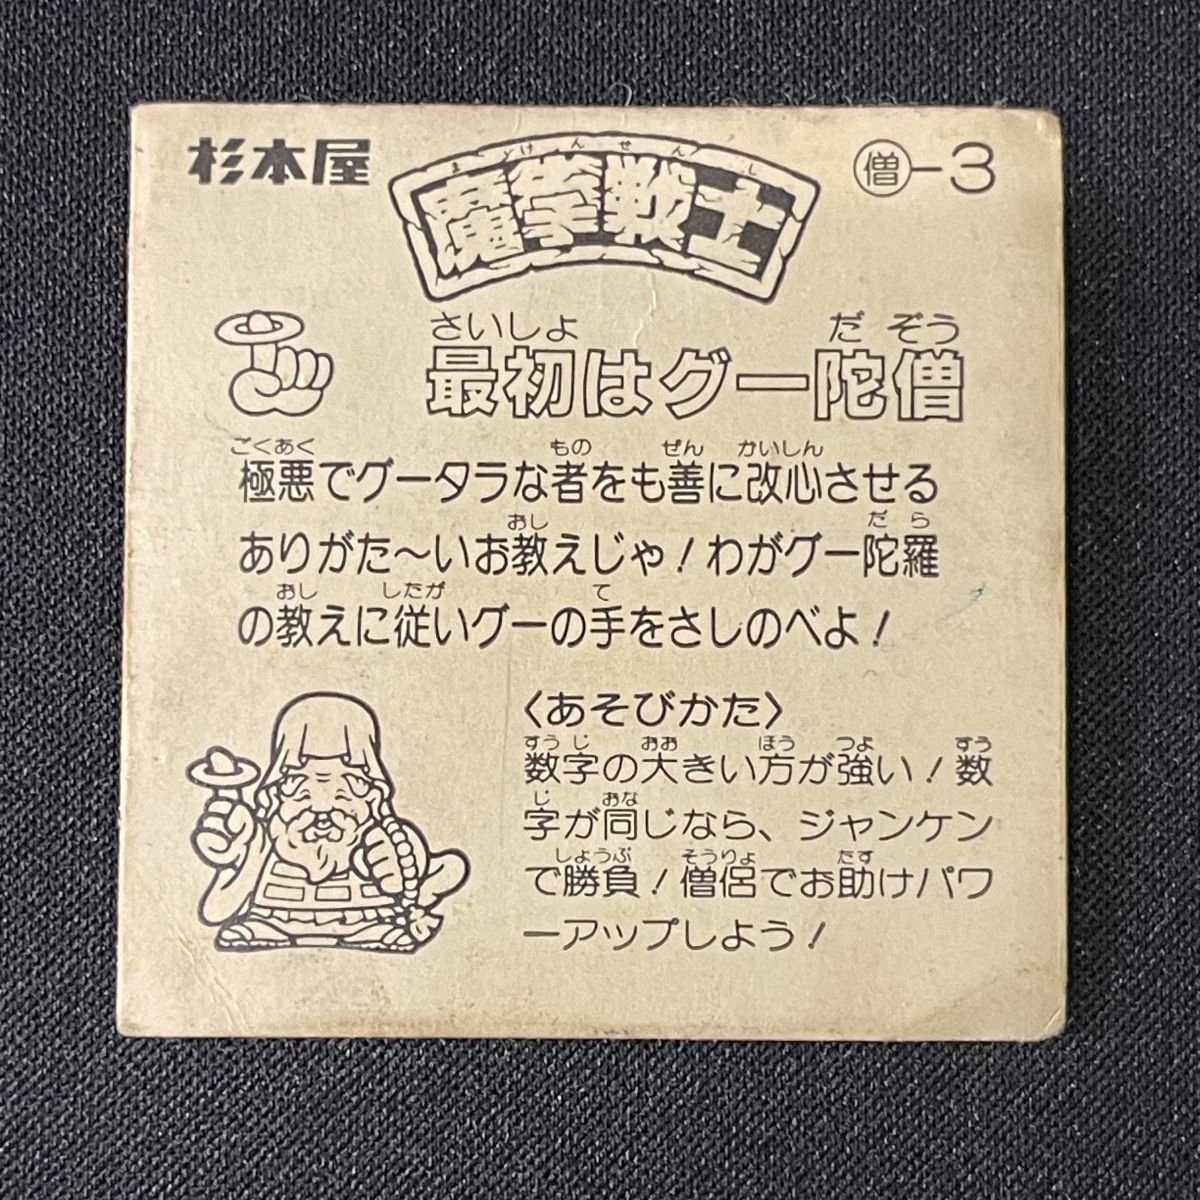 杉本屋
まどけんせんし
魔拳戦士
僧-3
さいしよ だ ぞう
最初はグー陀僧
ごくあく もの ぜん かいしん
極悪でグータラな者をも善に改心させる
おし だ ら
ありがた〜いお教えじゃ!わがグー陀羅
おし したが て
の教えに従いグーの手をさしのべよ!
〈あそびかた〉
すう じ おお ほう つよ すう
数字の大きい方が強い!数
じ おな
字が同じなら、ジャンケン
しょうぶ そうりょ たす
で勝負!僧侶でお助けパワ
ーアップしよう!